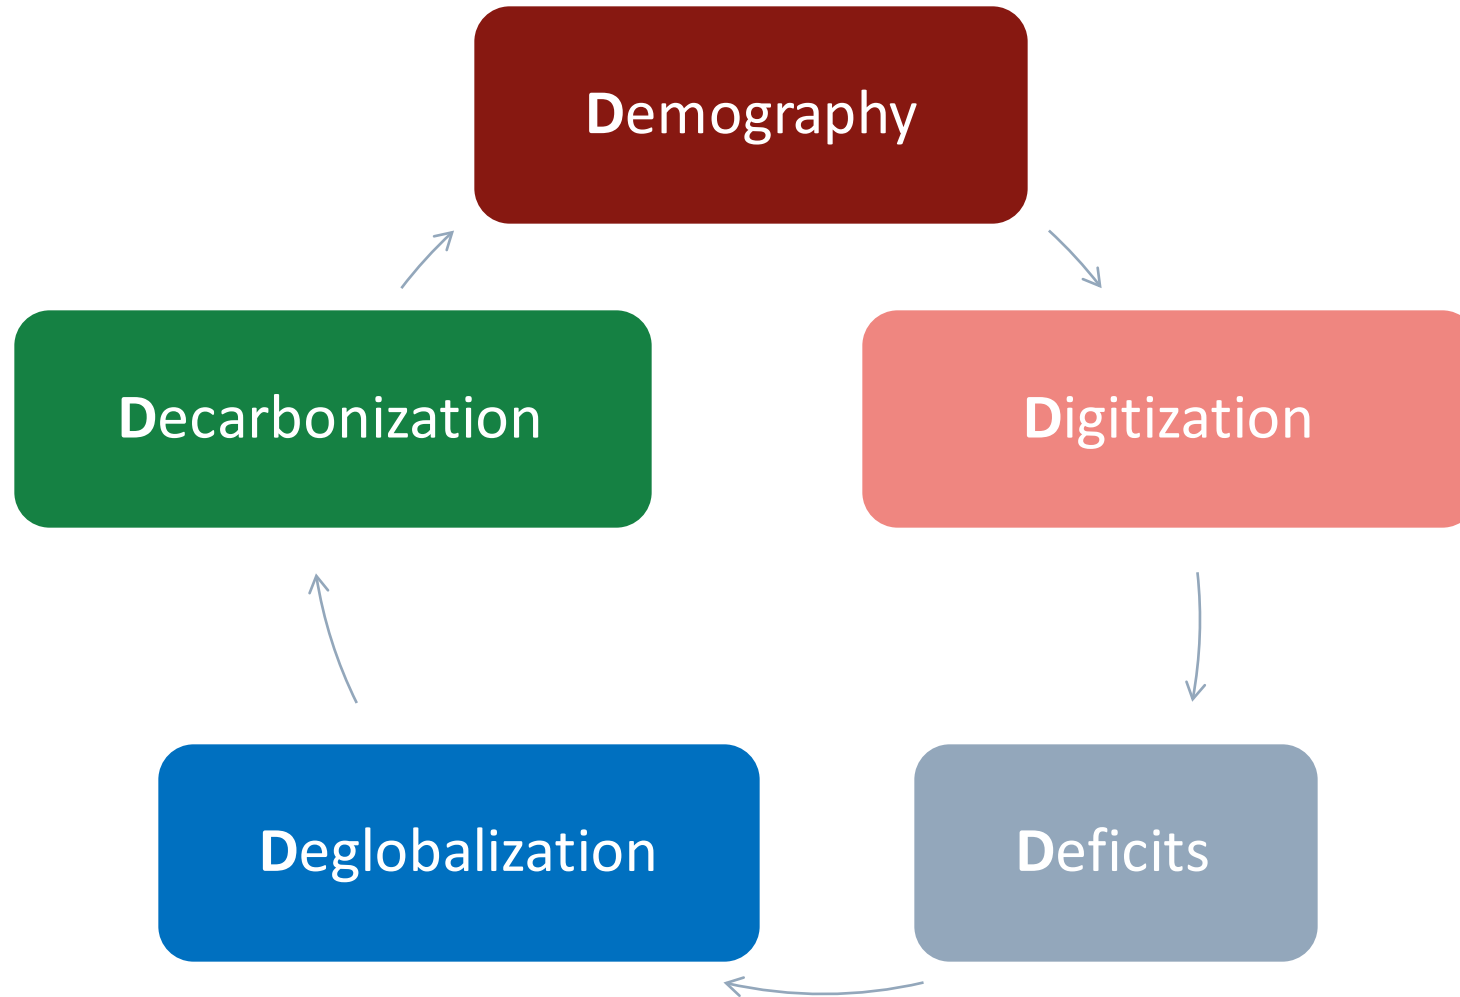 Demography
Decarbonization
Digitization
Deglobalization
Deficits